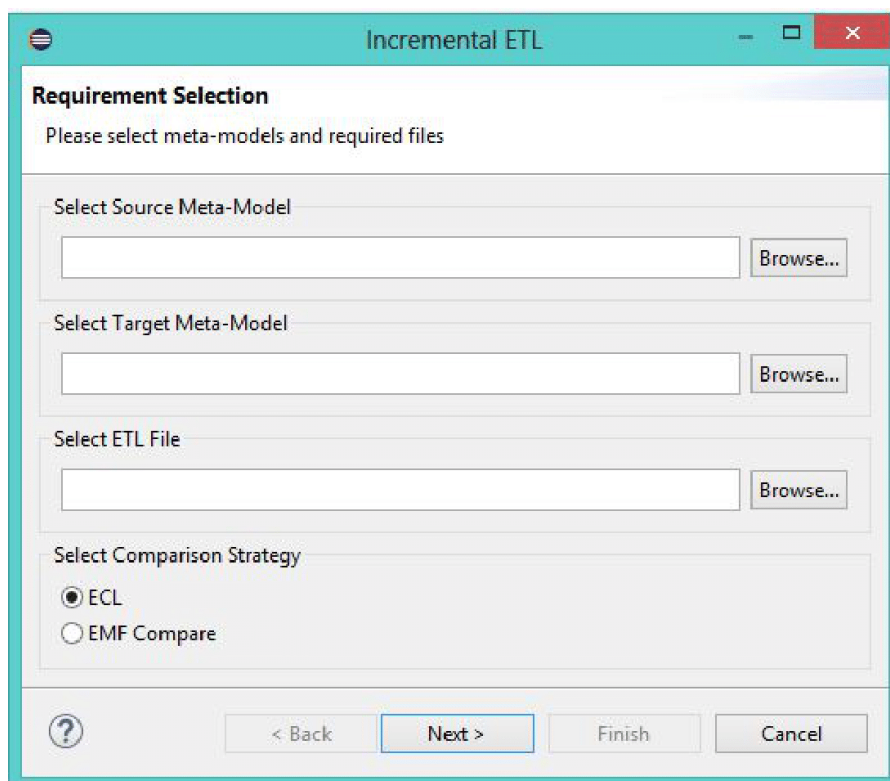 Incremental ETL
Requirement Selection
Please select meta-models and required files
Select Source Meta-Model
Browse...
Select Target Meta-Model
Browse...
Select ETL File
Browse...
Select Comparison Strategy
ECL
EMF Compare
? < Back Next > Finish Cancel